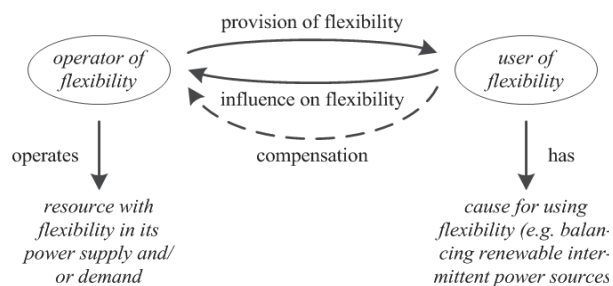 provision of flexibility
operator of
flexibility
user of
flexibility
influence on flexibility
operates
compensation
has
resource with
flexibility in its
power supply and/
or demand
cause for using
flexibility (e.g. balan-
cing renewable inter-
mittent power sources